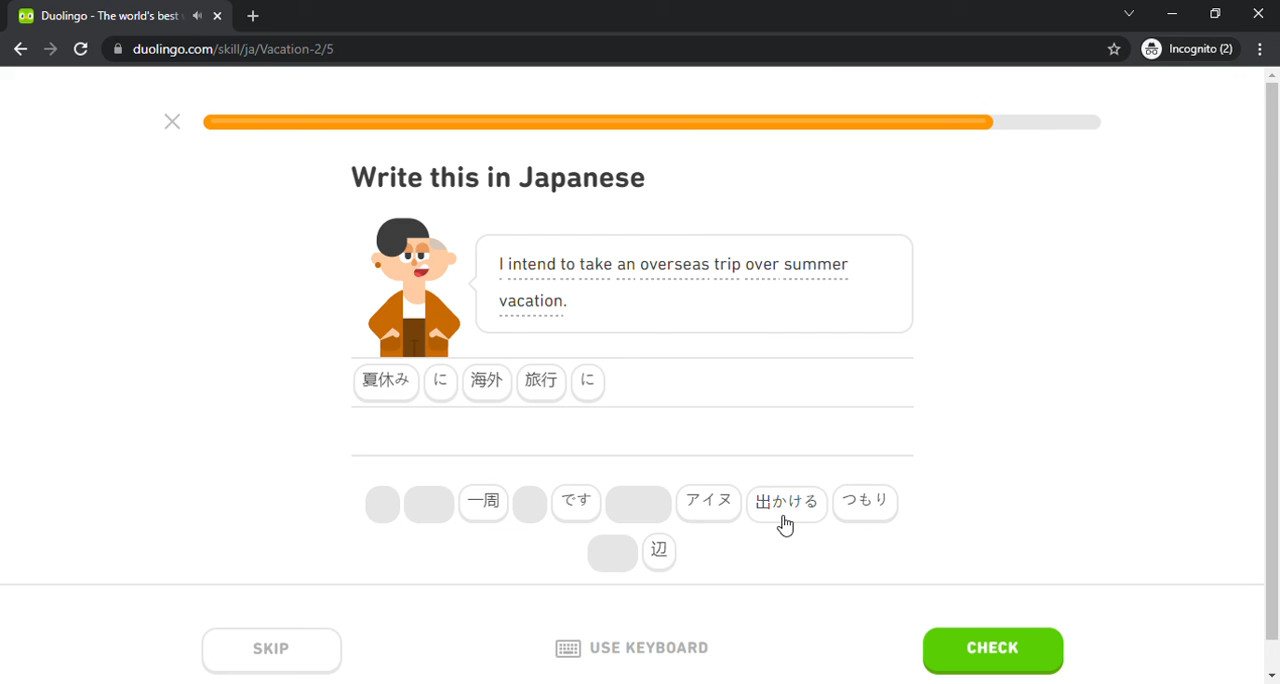 Duolingo - The world's best
duolingo.com/skill/ja/Vacation-2/5
Incognito (2)
Write this in Japanese
I intend to take an overseas trip over summer
vacation.
夏休み に 海外 旅行 に
一周 です アイヌ 出かける つもり
辺
SKIP
USE KEYBOARD
CHECK